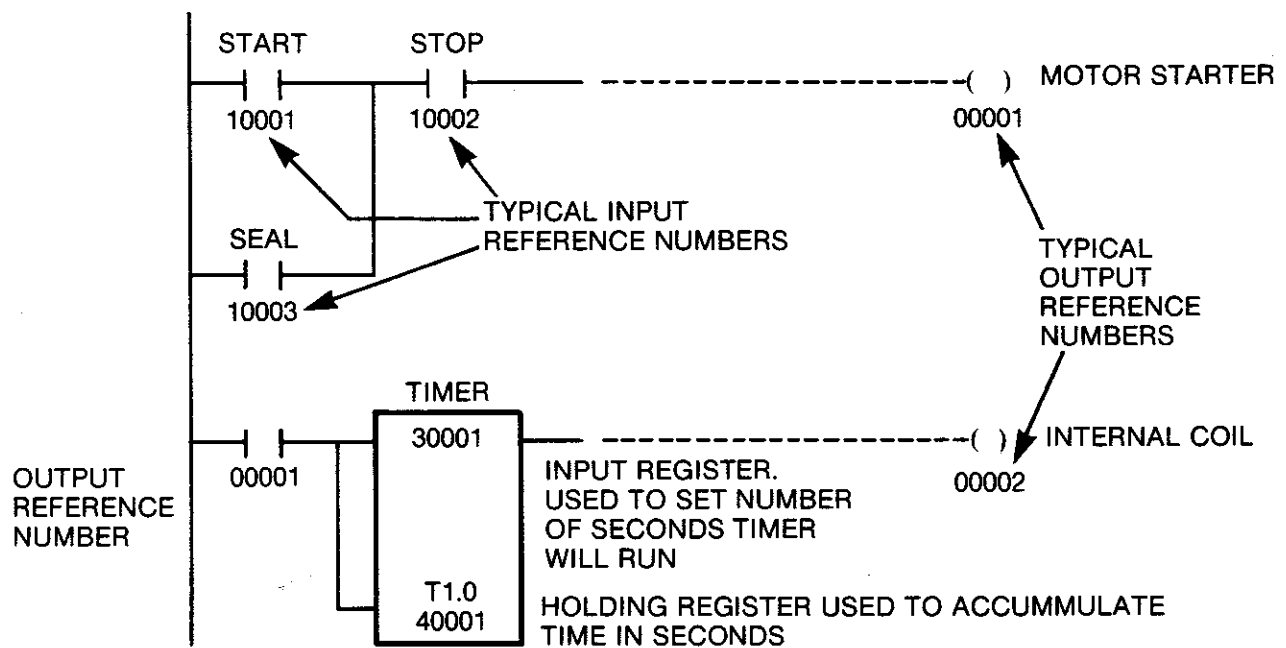 START
STOP
MOTOR STARTER
10001
10002
00001
TYPICAL INPUT
REFERENCE NUMBERS
SEAL
10003
TYPICAL
OUTPUT
REFERENCE
NUMBERS
TIMER
30001
INTERNAL COIL
00001
00002
OUTPUT
REFERENCE
NUMBER
INPUT REGISTER.
USED TO SET NUMBER
OF SECONDS TIMER
WILL RUN
T1.0
40001
HOLDING REGISTER USED TO ACCUMMULATE
TIME IN SECONDS